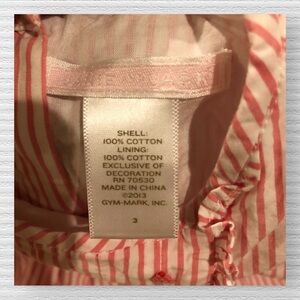 SHELL:
100% COTTON
LINING:
100% COTTON
EXCLUSIVE OF
DECORATION
RN 70530
MADE IN CHINA
©2013
GYM-MARK, INC.
3